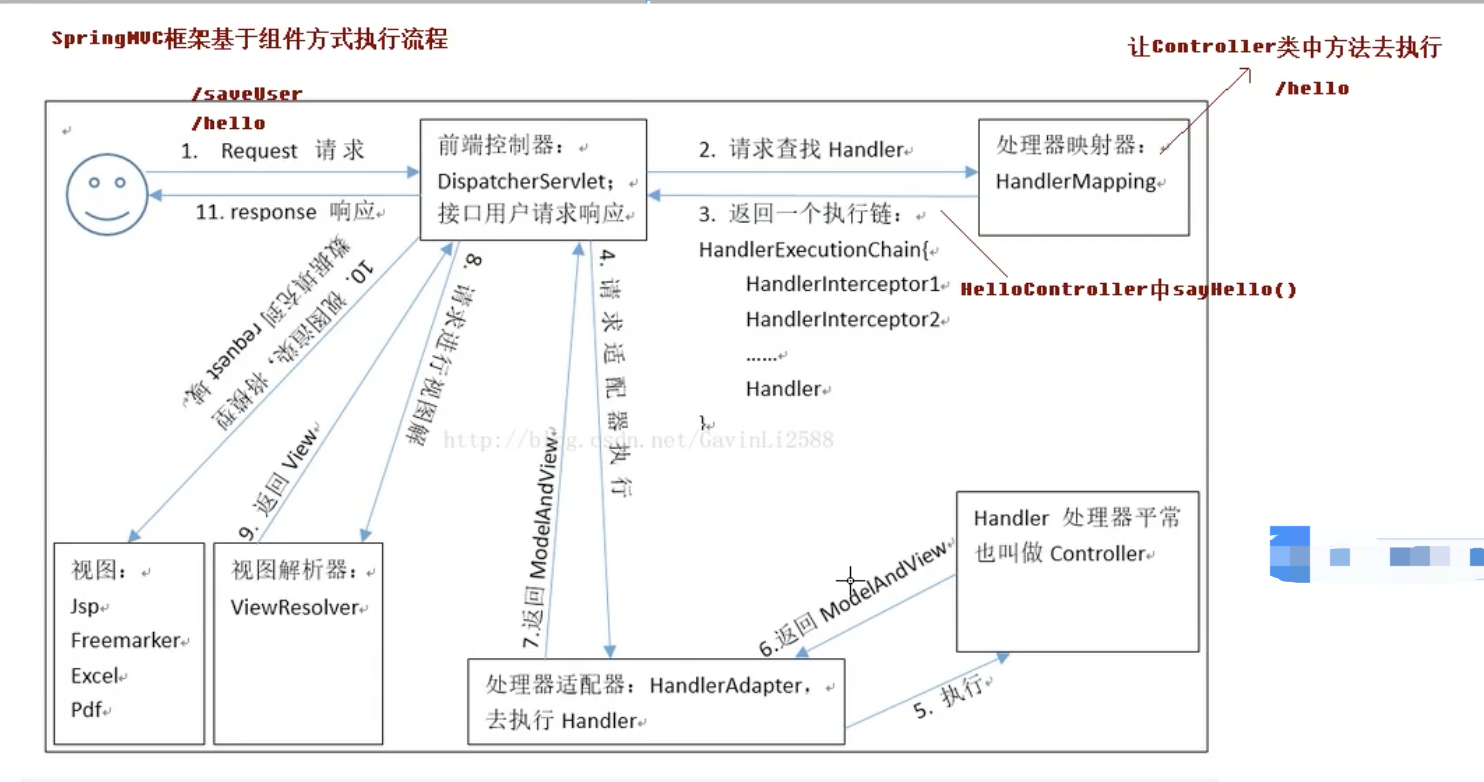 SpringMVC框架基于组件方式执行流程
让Controller类中方法去执行
/hello
/saveUser
/hello
1. Request 请求
11. response 响应
前端控制器：
DispatcherServlet；
接口用户请求响应
2. 请求查找 Handler
处理器映射器：
HandlerMapping
3. 返回一个执行链：
HandlerExecutionChain{
HandlerInterceptor1
HandlerInterceptor2
……
Handler
}
HelloController中sayHello()
10. 视图渲染，将模型
数据填充到 request 域。
9. 返回 View
8. 请求进行视图解
7.返回 ModelAndView
4. 请求适配器执行
http://blog.csdn.net/GavinLi2588
Handler 处理器平常
也叫做 Controller
6.返回 ModelAndView
5. 执行
视图：
Jsp
Freemarker
Excel
Pdf
视图解析器：
ViewResolver
处理器适配器：HandlerAdapter，
去执行 Handler